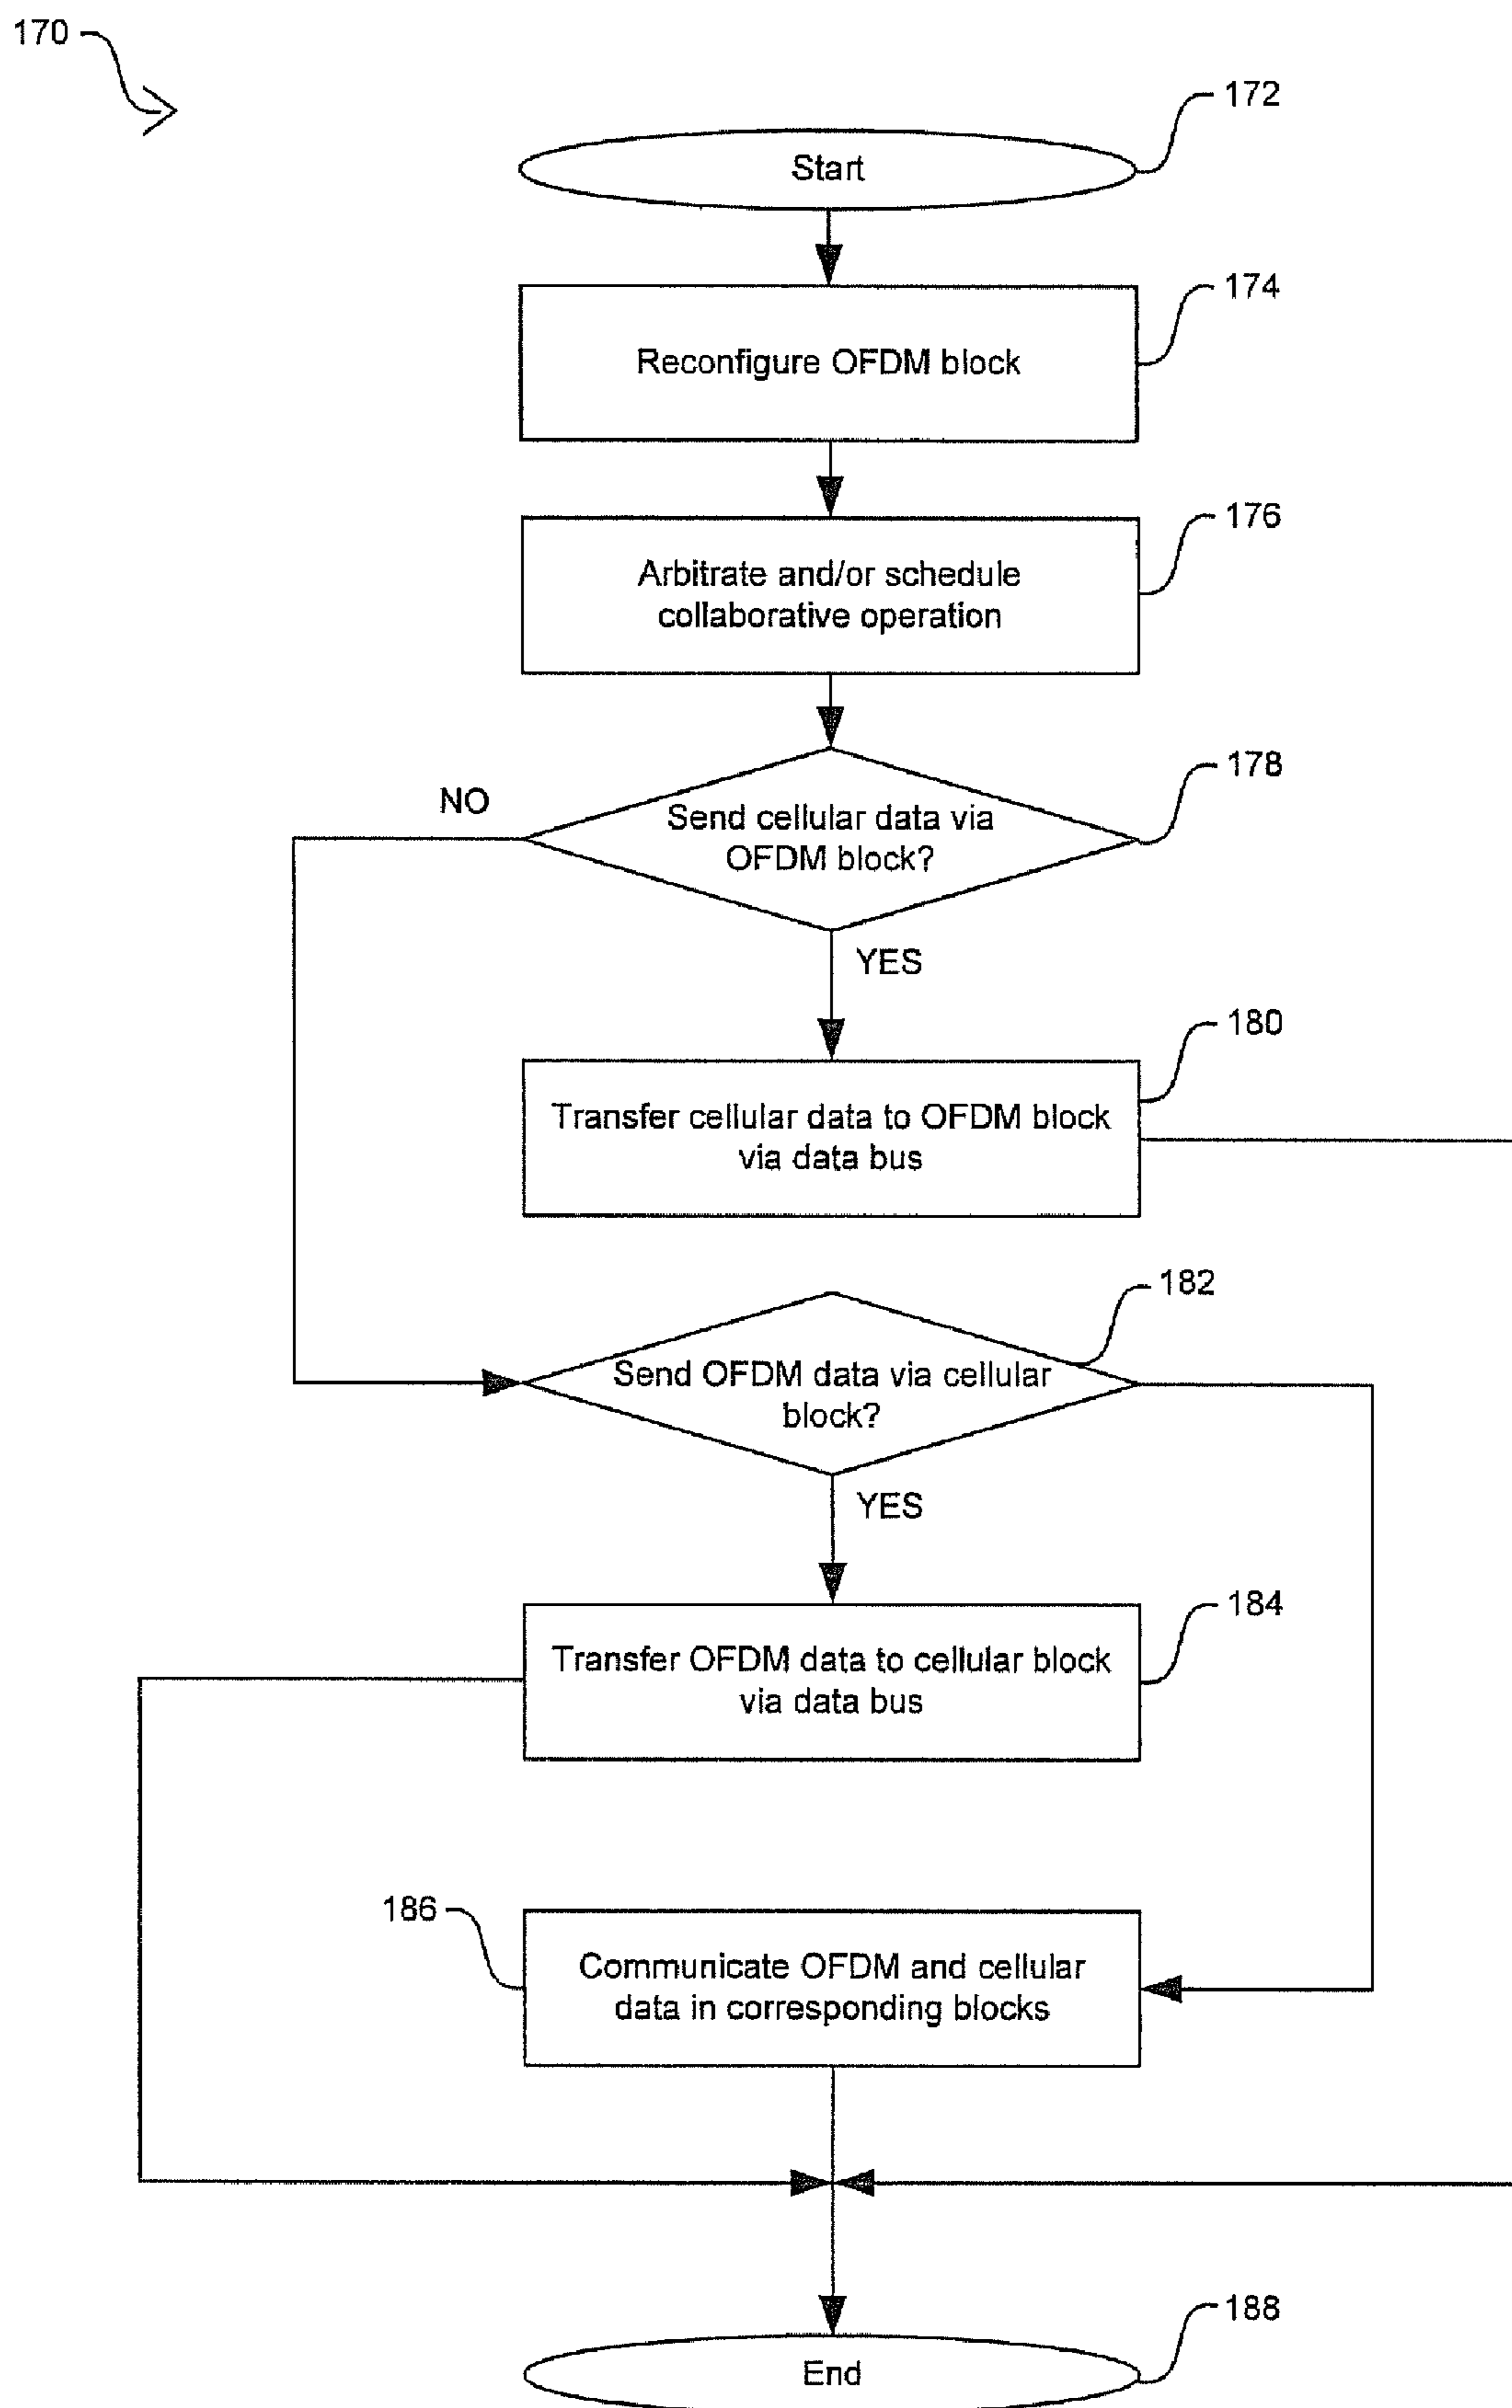 170
172
Start
174
Reconfigure OFDM block
176
Arbitrate and/or schedule
collaborative operation
178
NO
Send cellular data via
OFDM block?
YES
180
Transfer cellular data to OFDM block
via data bus
182
Send OFDM data via cellular
block?
YES
184
Transfer OFDM data to cellular block
via data bus
186
Communicate OFDM and cellular
data in corresponding blocks
188
End